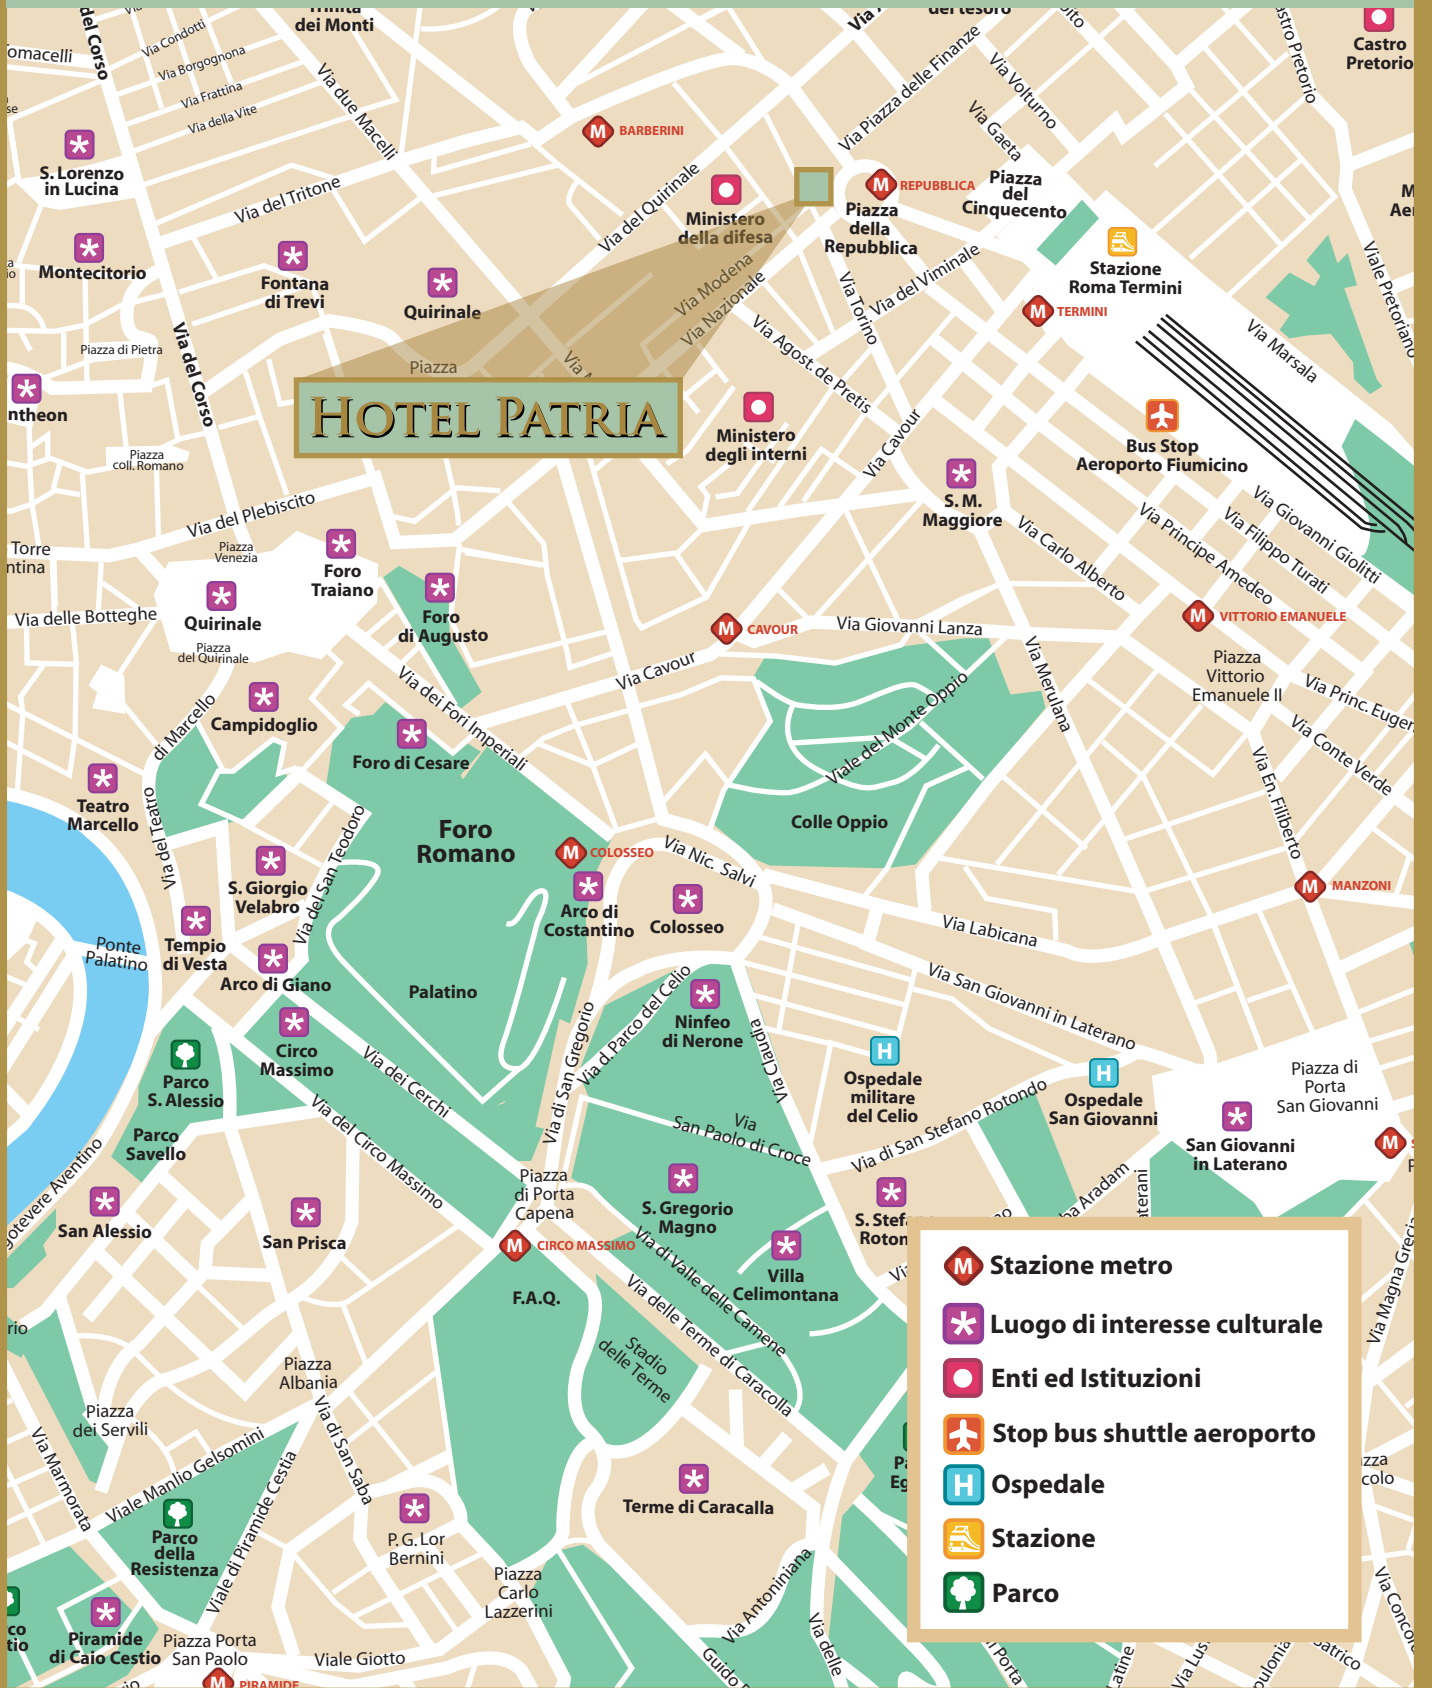 dei Monti
del Corso
Via Condotti
Via Borgognona
Via Frattina
Via della Vite
Via due Macelli
BARBERINI
Via Piazza delle Finanze
Via Volturno
Via Gaeta
Castro
Pretorio
S. Lorenzo
in Lucina
Via del Tritone
Via del Quirinale
Ministero
della difesa
REPUBBLICA
Piazza
della
Repubblica
Piazza
del
Cinquecento
Montecitorio
Fontana
di Trevi
Quirinale
Via Modena
Via Nazionale
Via Torino
Via del Viminale
Stazione
Roma Termini
TERMINI
Viale Pretoriano
Via Marsala
Piazza di Pietra
Via del Corso
Piazza
HOTEL PATRIA
Via Agost. de Pretis
Ministero
degli interni
Via Cavour
Bus Stop
Aeroporto Fiumicino
Piazza
coll. Romano
S. M.
Maggiore
Via del Plebiscito
Piazza
Venezia
Torre
Foro
Traiano
Via Carlo Alberto
Via Principe Amedeo
Via Filippo Turati
Via Giovanni Giolitti
Via delle Botteghe
Quirinale
Piazza
del Quirinale
Foro
di Augusto
CAVOUR
Via Giovanni Lanza
VITTORIO EMANUELE
Via Cavour
Via Merulana
Piazza
Vittorio
Emanuele II
Via Princ. Eugen
Via Conte Verde
Campidoglio
di Marcello
Via dei Fori Imperiali
Foro di Cesare
Viale del Monte Oppio
Via En. Filiberto
Teatro
Marcello
Via del Teatro
Foro
Romano
COLOSSEO
Via Nic. Salvi
Colle Oppio
S. Giorgio
Velabro
Via del San Teodoro
Arco di
Costantino
Colosseo
MANZONI
Via Labicana
Ponte
Palatino
Tempio
di Vesta
Arco di Giano
Palatino
Via San Giovanni in Laterano
Circo
Massimo
Via di San Gregorio
Via d. Parco del Celio
Ninfeo
di Nerone
Via Claudia
Ospedale
militare
del Celio
Ospedale
San Giovanni
Piazza di
Porta
San Giovanni
Parco
S. Alessio
Parco
Savello
Via dei Cerchi
Via del Circo Massimo
Via
San Paolo di Croce
Via di San Stefano Rotondo
San Giovanni
in Laterano
Piazza
di Porta
Capena
San Alessio
San Prisca
S. Gregorio
Magno
CIRCO MASSIMO
Villa
Celimontana
F.A.Q.
Via di Valle delle Camene
Via delle Terme di Caracolla
Stadio
delle Terme
Via Magna Grecia
Stazione metro
Luogo di interesse culturale
Enti ed Istituzioni
Stop bus shuttle aeroporto
Ospedale
Stazione
Parco
Piazza
Albania
Piazza
dei Servili
Via Marmorata
Viale Manlio Gelsomini
Via di San Saba
Viale di Piramide Cestia
Terme di Caracalla
P. G. Lor
Bernini
Parco
della
Resistenza
Piazza
Carlo
Lazzerini
Via Antoniniana
Via delle
Guido
Piramide
di Caio Cestio
Piazza Porta
San Paolo
Viale Giotto
PIRAMIDE